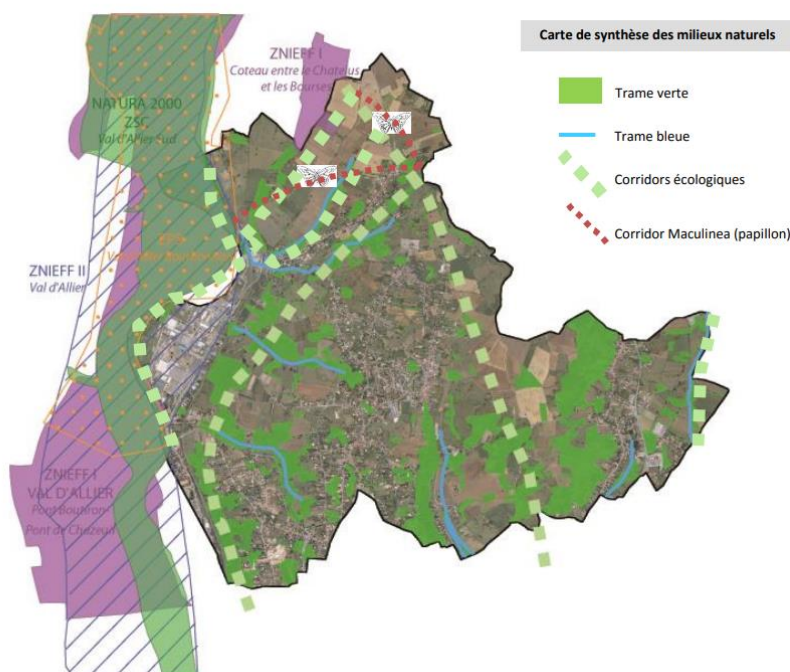 Carte de synthèse des milieux naturels
Trame verte
Trame bleue
Corridors écologiques
Corridor Maculinea (papillon)
ZNIEFF I
Coteau entre le Chatelus
et les Bourses
NATURA 2000
ZSC
Val d'Allier Sud
ZNIEFF II
Val d'Allier
ZNIEFF I
VAL D'ALLIER
Pont Boutiron-
Pont de Chazeuil